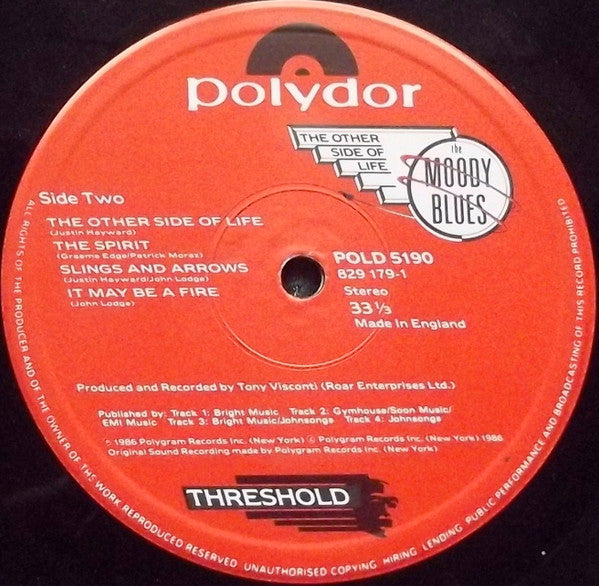 polydor
THE OTHER
SIDE OF
LIFE
the
MOODY
BLUES
Side Two
THE OTHER SIDE OF LIFE
(Justin Hayward)
THE SPIRIT
(Graeme Edge/Patrick Moraz)
SLINGS AND ARROWS
(Justin Hayward/John Lodge)
IT MAY BE A FIRE
(John Lodge)
POLD 5190
829 179-1
Stereo
33 1/3
Made in England
Produced and Recorded by Tony Visconti (Roar Enterprises Ltd.)
Published by: Track 1: Bright Music Track 2: Gymhouse/Soon Music/
EMI Music Track 3: Bright Music/Johnsongs Track 4: Johnsongs
℗ 1986 Polygram Records Inc. (New York) © Polygram Records Inc. (New York) 1986
Original Sound Recording made by Polygram Records Inc. (New York)
THRESHOLD
ALL RIGHTS OF THE PRODUCER AND OF THE OWNER OF THE WORK REPRODUCED RESERVED. UNAUTHORISED COPYING, HIRING, LENDING, PUBLIC PERFORMANCE AND BROADCASTING OF THIS RECORD PROHIBITED